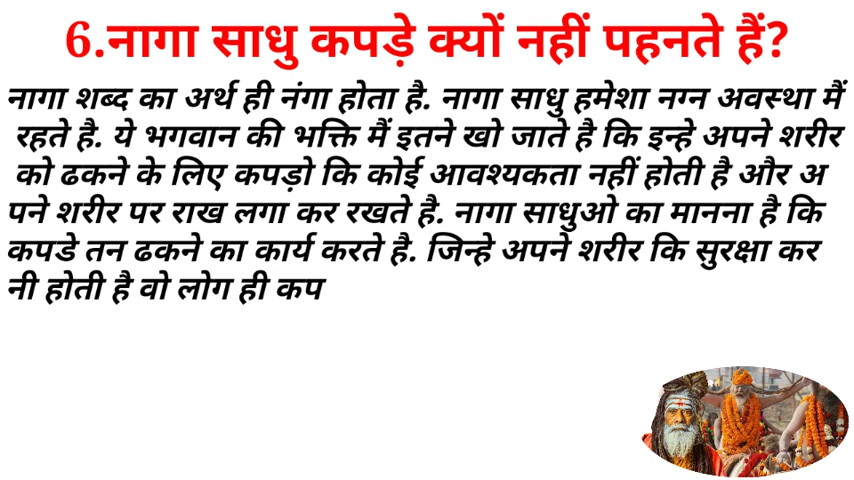 6.नागा साधु कपड़े क्यों नहीं पहनते हैं?
नागा शब्द का अर्थ ही नंगा होता है. नागा साधु हमेशा नग्न अवस्था मैं
रहते है. ये भगवान की भक्ति मैं इतने खो जाते है कि इन्हे अपने शरीर
को ढकने के लिए कपड़ो कि कोई आवश्यकता नहीं होती है और अ
पने शरीर पर राख लगा कर रखते है. नागा साधुओ का मानना है कि
कपडे तन ढकने का कार्य करते है. जिन्हे अपने शरीर कि सुरक्षा कर
नी होती है वो लोग ही कप